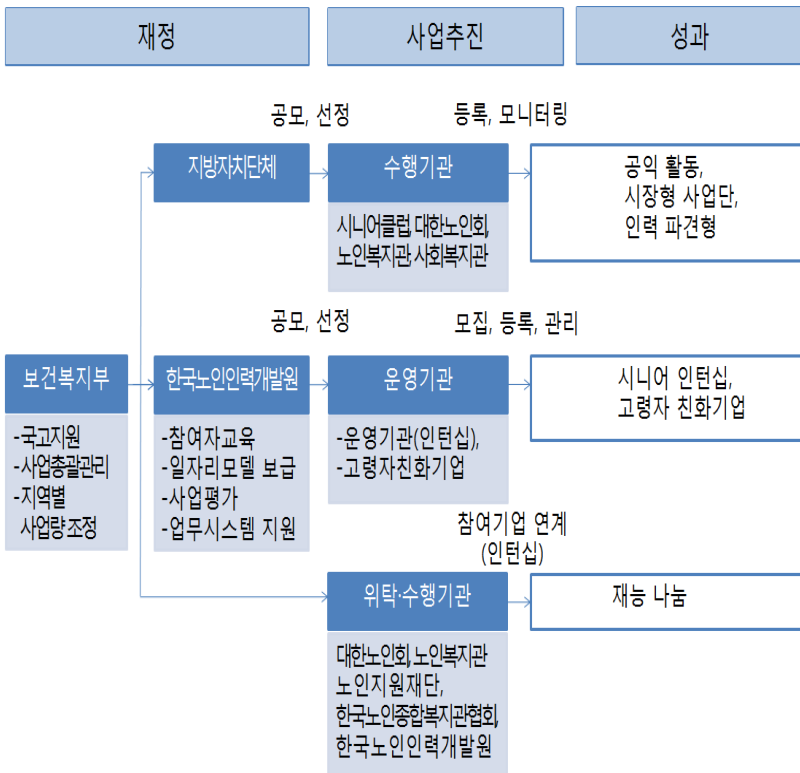 재정
사업추진
성과
공모, 선정
등록, 모니터링
지방자치단체
수행기관
시니어클럽, 대한노인회,
노인복지관, 사회복지관
공익 활동,
시장형 사업단,
인력 파견형
공모, 선정
모집, 등록, 관리
보건복지부
-국고지원
-사업총괄관리
-지역별
사업량 조정
한국노인인력개발원
-참여자교육
-일자리모델 보급
-사업평가
-업무시스템 지원
운영기관
-운영기관(인턴십),
-고령자친화기업
시니어 인턴십,
고령자 친화기업
참여기업 연계
(인턴십)
위탁·수행기관
대한노인회, 노인복지관
노인지원재단,
한국노인종합복지관협회,
한국노인인력개발원
재능 나눔